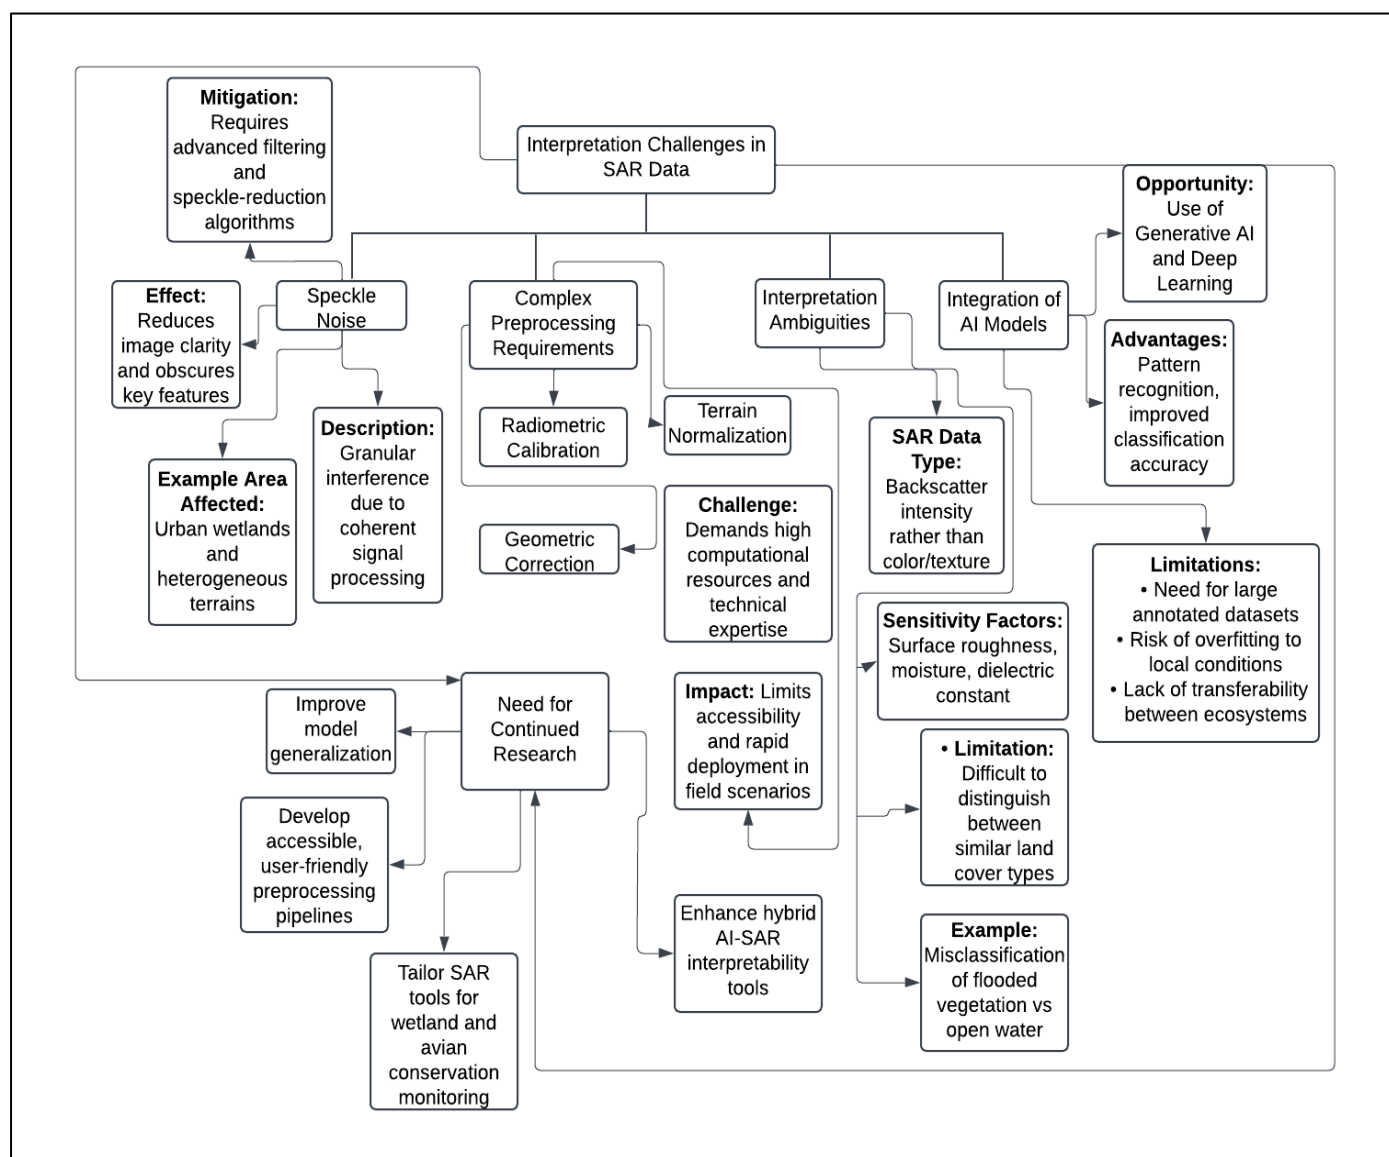 Interpretation Challenges in
SAR Data
Mitigation:
Requires
advanced filtering
and
speckle-reduction
algorithms
Effect:
Reduces
image clarity
and obscures
key features
Speckle
Noise
Example Area
Affected:
Urban wetlands
and
heterogeneous
terrains
Description:
Granular
interference
due to
coherent
signal
processing
Complex
Preprocessing
Requirements
Radiometric
Calibration
Terrain
Normalization
Geometric
Correction
Challenge:
Demands high
computational
resources and
technical
expertise
Impact: Limits
accessibility
and rapid
deployment in
field scenarios
Interpretation
Ambiguities
SAR Data
Type:
Backscatter
intensity
rather than
color/texture
Sensitivity Factors:
Surface roughness,
moisture, dielectric
constant
• Limitation:
Difficult to
distinguish
between
similar land
cover types
Example:
Misclassification
of flooded
vegetation vs
open water
Integration of
AI Models
Opportunity:
Use of
Generative AI
and Deep
Learning
Advantages:
Pattern
recognition,
improved
classification
accuracy
Limitations:
• Need for large
annotated datasets
• Risk of overfitting to
local conditions
• Lack of transferability
between ecosystems
Need for
Continued
Research
Improve
model
generalization
Develop
accessible,
user-friendly
preprocessing
pipelines
Tailor SAR
tools for
wetland and
avian
conservation
monitoring
Enhance hybrid
AI-SAR
interpretability
tools